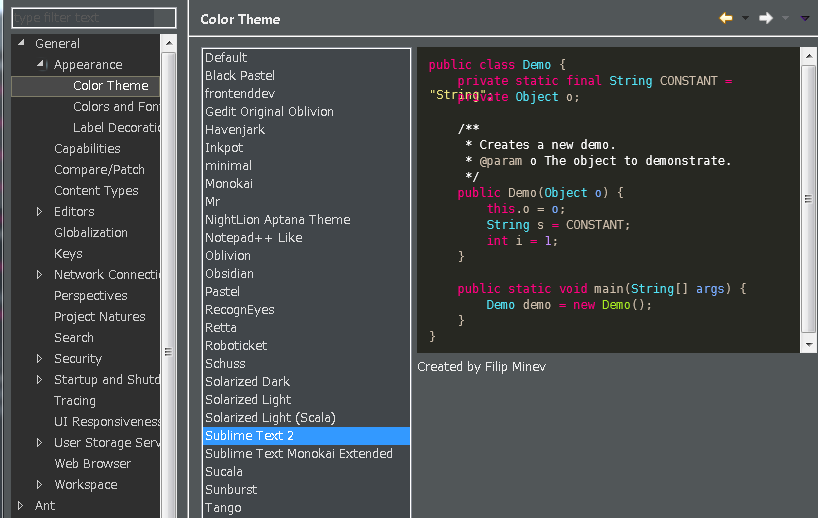 type filter text
General
Appearance
Color Theme
Colors and Fon
Label Decoratio
Capabilities
Compare/Patch
Content Types
Editors
Globalization
Keys
Network Connectio
Perspectives
Project Natures
Search
Security
Startup and Shutd
Tracing
UI Responsiveness
User Storage Serv
Web Browser
Workspace
Ant
Color Theme
Default
Black Pastel
frontenddev
Gedit Original Oblivion
Havenjark
Inkpot
minimal
Monokai
Mr
NightLion Aptana Theme
Notepad++ Like
Oblivion
Obsidian
Pastel
RecognEyes
Retta
Roboticket
Schuss
Solarized Dark
Solarized Light
Solarized Light (Scala)
Sublime Text 2
Sublime Text Monokai Extended
Sucala
Sunburst
Tango
public class Demo {
private static final String CONSTANT =
"String";
private Object o;
/**
* Creates a new demo.
* @param o The object to demonstrate.
*/
public Demo(Object o) {
this.o = o;
String s = CONSTANT;
int i = 1;
}
public static void main(String[] args) {
Demo demo = new Demo();
}
}
Created by Filip Minev